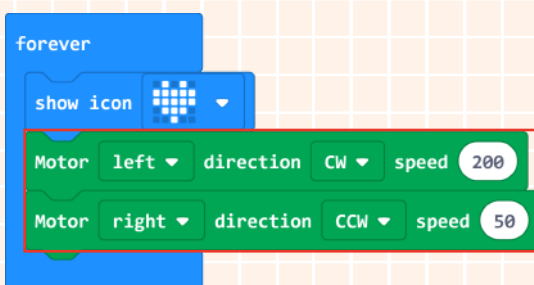 forever
show icon
Motor left direction CW speed 200
Motor right direction CCW speed 50